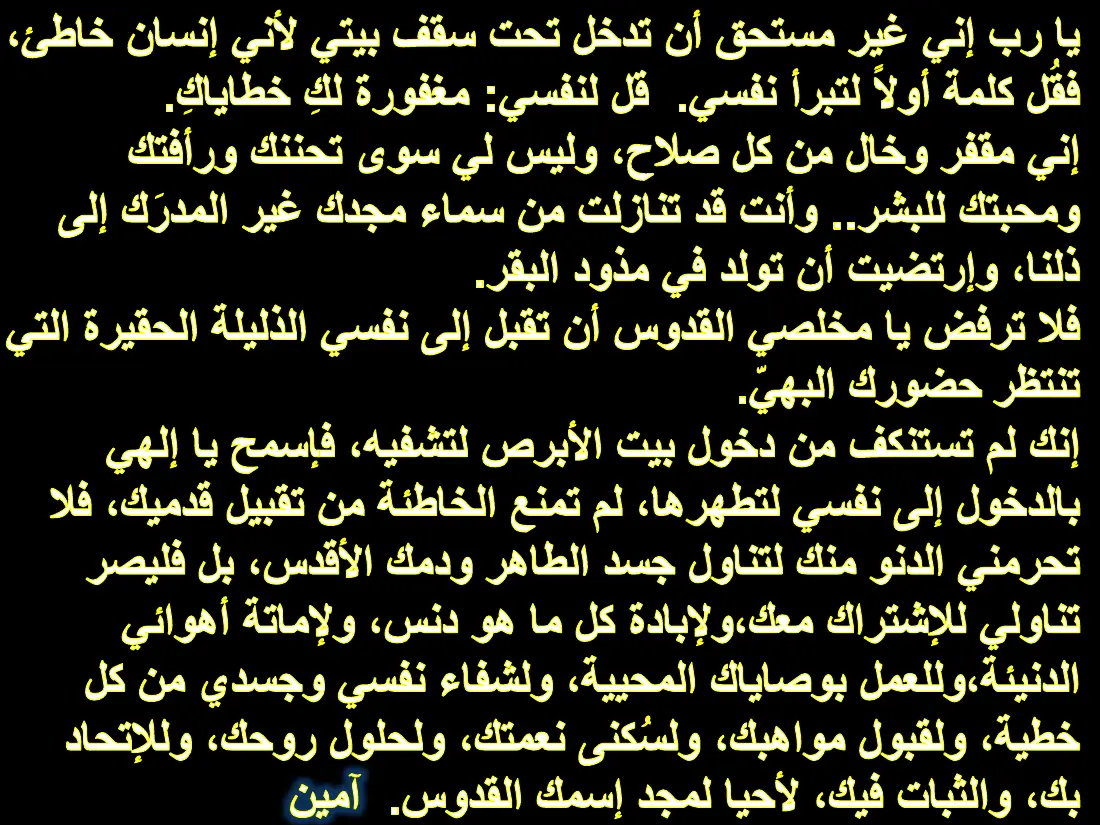 يا رب إني غير مستحق أن تدخل تحت سقف بيتي لأني إنسان خاطئ،
فقُل كلمة أولاً لتبرأ نفسي. قل لنفسي: مغفورة لكِ خطاياكِ.
إني مقفر وخال من كل صلاح، وليس لي سوى تحننك ورأفتك
ومحبتك للبشر.. وأنت قد تنازلت من سماء مجدك غير المدرَك إلى
ذلنا، وإرتضيت أن تولد في مذود البقر.
فلا ترفض يا مخلصي القدوس أن تقبل إلى نفسي الذليلة الحقيرة التي
تنتظر حضورك البهيّ.
إنك لم تستنكف من دخول بيت الأبرص لتشفيه، فإسمح يا إلهي
بالدخول إلى نفسي لتطهرها، لم تمنع الخاطئة من تقبيل قدميك، فلا
تحرمني الدنو منك لتناول جسد الطاهر ودمك الأقدس، بل فليصر
تناولي للإشتراك معك،ولإبادة كل ما هو دنس، ولإماتة أهوائي
الدنيئة،وللعمل بوصاياك المحيية، ولشفاء نفسي وجسدي من كل
خطية، ولقبول مواهبك، ولسُكنى نعمتك، ولحلول روحك، وللإتحاد
بك، والثبات فيك، لأحيا لمجد إسمك القدوس. آمين